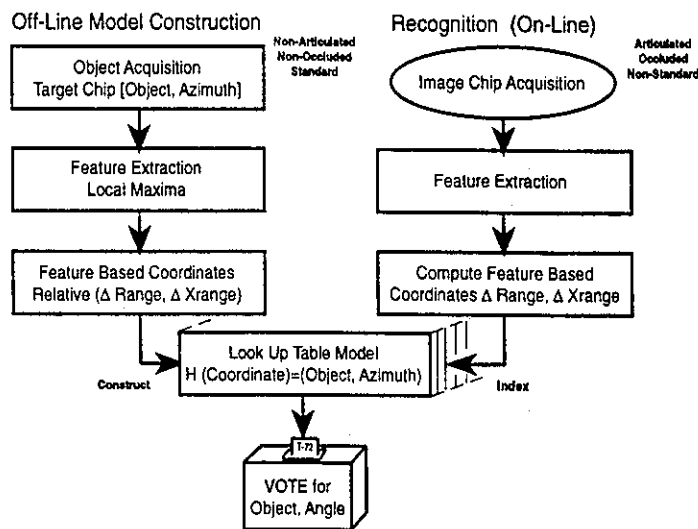 Off-Line Model Construction
Non-Articulated
Non-Occluded
Standard
Object Acquisition
Target Chip [Object, Azimuth]
Feature Extraction
Local Maxima
Feature Based Coordinates
Relative (Δ Range, Δ Xrange)
Recognition (On-Line)
Articulated
Occluded
Non-Standard
Image Chip Acquisition
Feature Extraction
Compute Feature Based
Coordinates Δ Range, Δ Xrange
Construct
Look Up Table Model
H (Coordinate)=(Object, Azimuth)
Index
T-72
VOTE for
Object, Angle